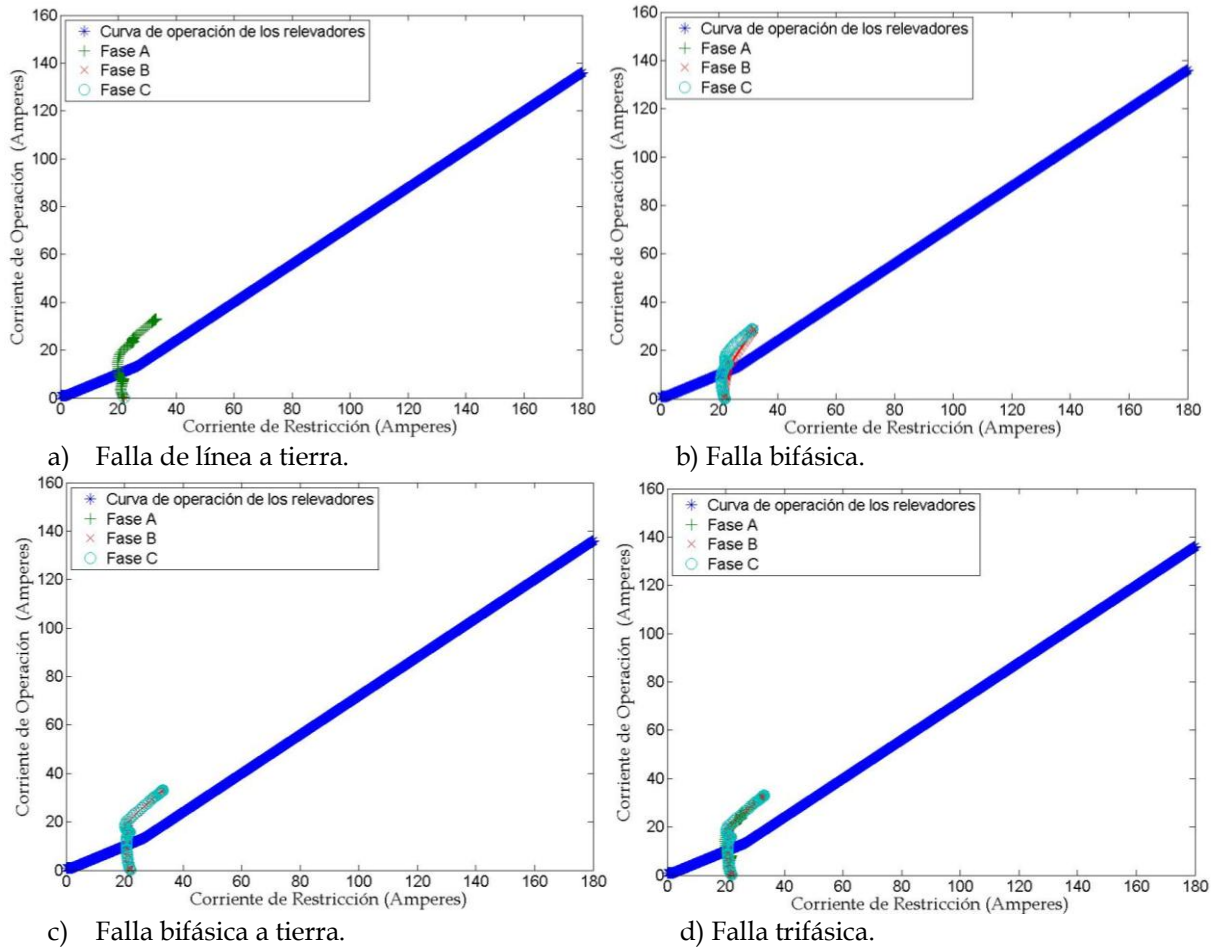 160
140
120
100
80
60
40
20
0
Corriente de Operación (Amperes)
Curva de operación de los relevadores
Fase A
Fase B
Fase C
0 20 40 60 80 100 120 140 160 180
Corriente de Restricción (Amperes)
a) Falla de línea a tierra.
160
140
120
100
80
60
40
20
0
Corriente de Operación (Amperes)
Curva de operación de los relevadores
Fase A
Fase B
Fase C
0 20 40 60 80 100 120 140 160 180
Corriente de Restricción (Amperes)
b) Falla bifásica.
160
140
120
100
80
60
40
20
0
Corriente de Operación (Amperes)
Curva de operación de los relevadores
Fase A
Fase B
Fase C
0 20 40 60 80 100 120 140 160 180
Corriente de Restricción (Amperes)
c) Falla bifásica a tierra.
160
140
120
100
80
60
40
20
0
Corriente de Operación (Amperes)
Curva de operación de los relevadores
Fase A
Fase B
Fase C
0 20 40 60 80 100 120 140 160 180
Corriente de Restricción (Amperes)
d) Falla trifásica.